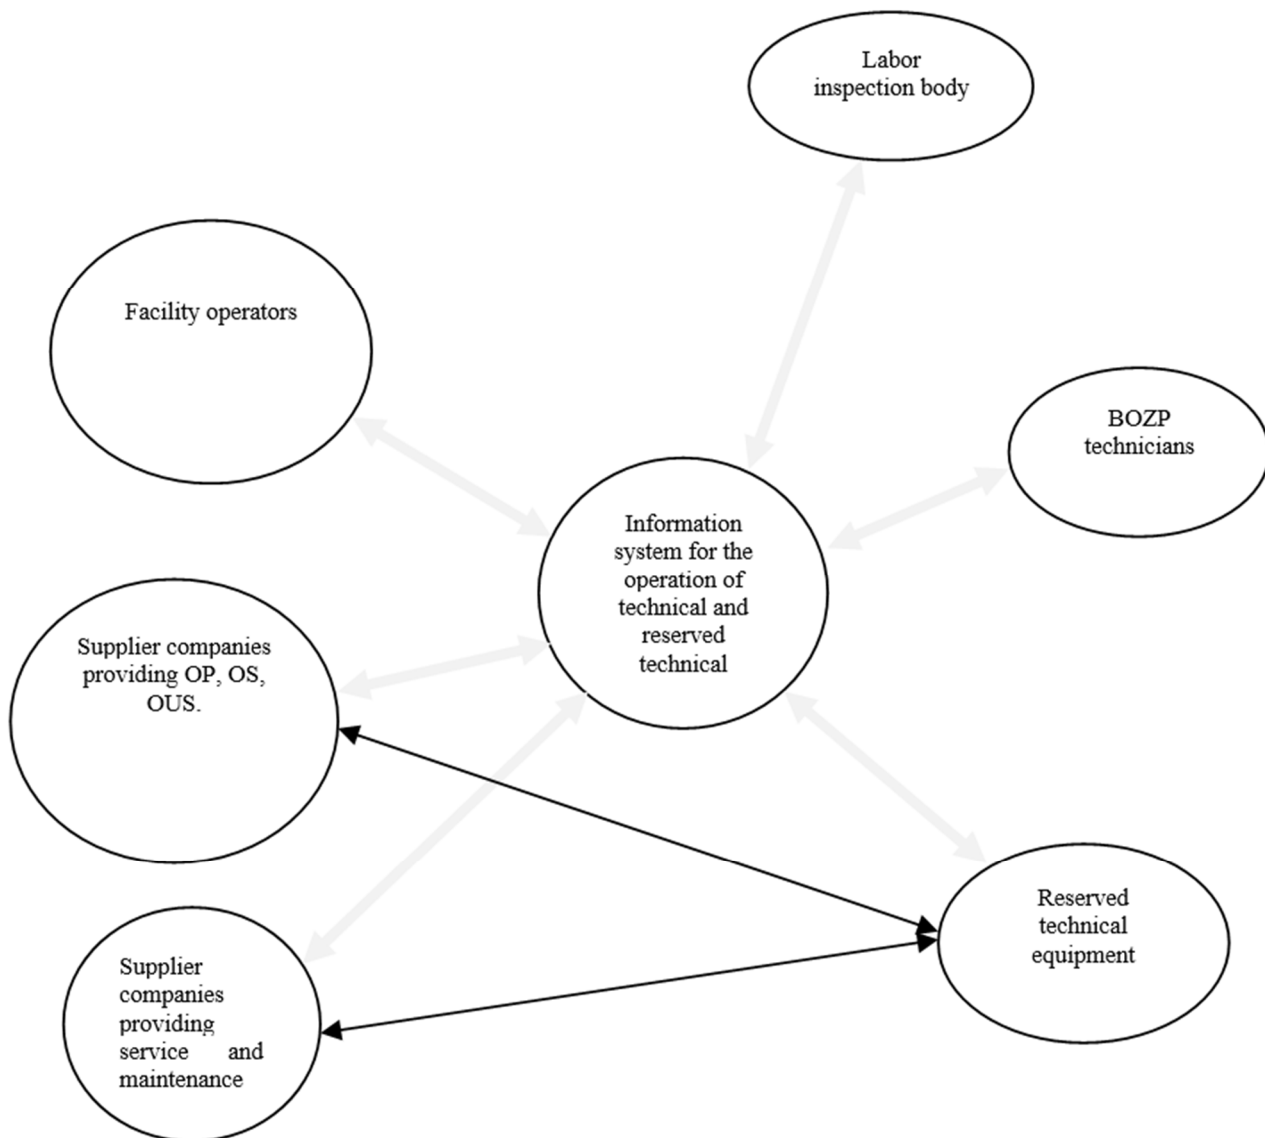 Labor
inspection body
Facility operators
BOZP
technicians
Information
system for the
operation of
technical and
reserved
technical
Supplier companies
providing OP, OS,
OUS.
Reserved
technical
equipment
Supplier
companies
providing
service and
maintenance